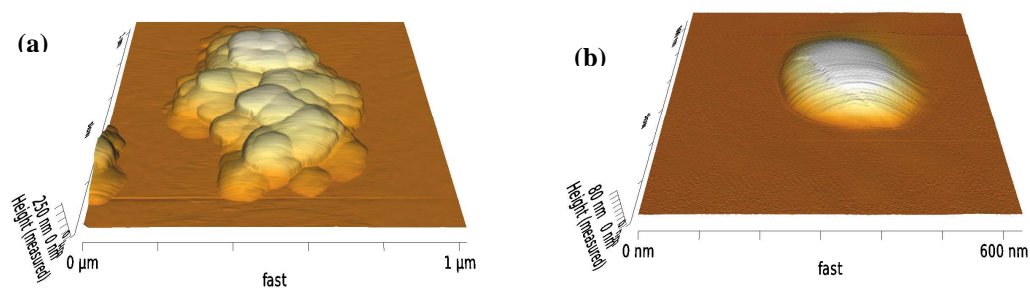 (a)
250 nm
0 nm
Height (measured)
0 µm
1 µm
fast
(b)
80 nm
0 nm
Height (measured)
0 nm
600 nm
fast